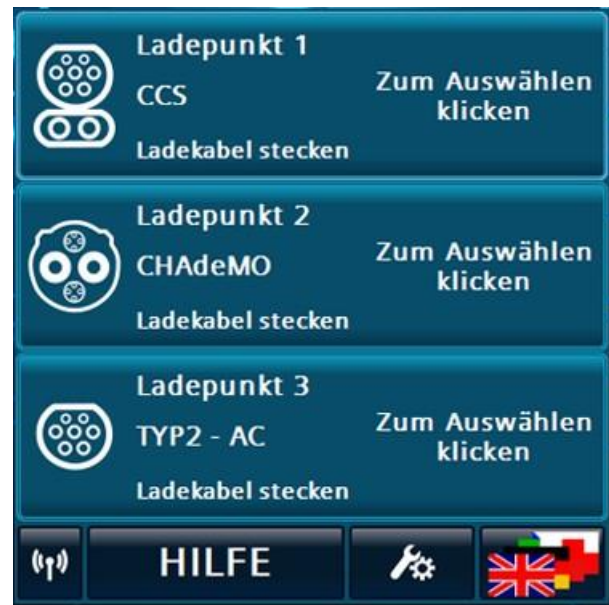 Ladepunkt 1
CCS
Zum Auswählen
klicken
Ladekabel stecken
Ladepunkt 2
CHAdeMO
Zum Auswählen
klicken
Ladekabel stecken
Ladepunkt 3
TYP2 - AC
Zum Auswählen
klicken
Ladekabel stecken
HILFE